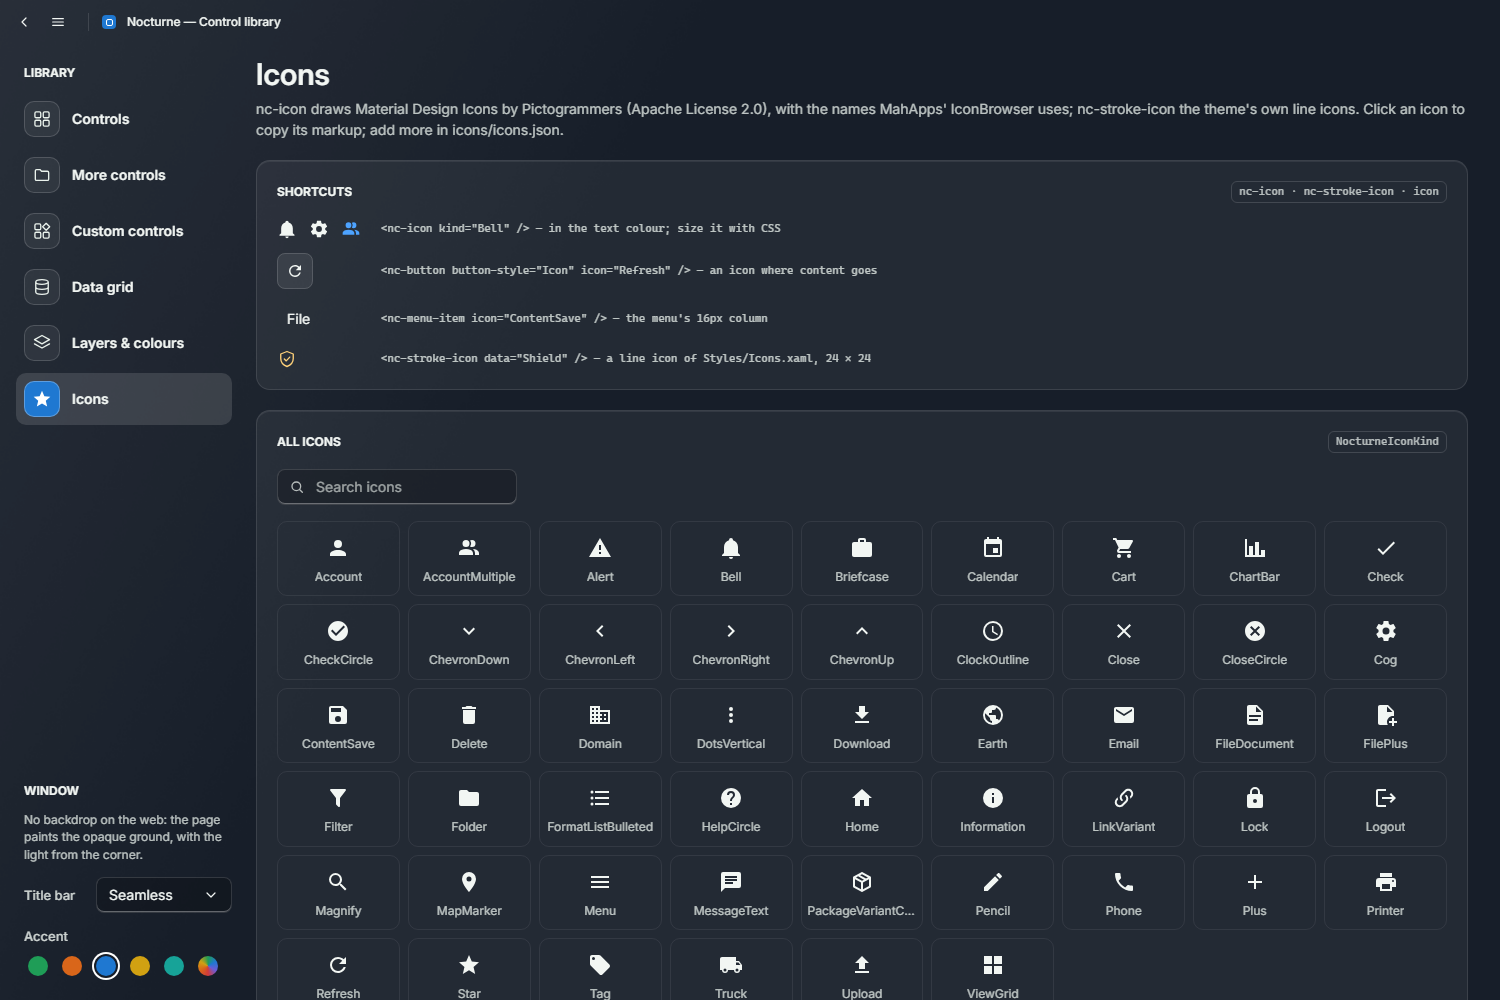 Nocturne — Control library
LIBRARY
Controls
More controls
Custom controls
Data grid
Layers & colours
Icons
WINDOW
No backdrop on the web: the page
paints the opaque ground, with the
light from the corner.
Title bar
Seamless
Accent
Icons
nc-icon draws Material Design Icons by Pictogrammers (Apache License 2.0), with the names MahApps' IconBrowser uses; nc-stroke-icon the theme's own line icons. Click an icon to
copy its markup; add more in icons/icons.json.
SHORTCUTS
nc-icon · nc-stroke-icon · icon
<nc-icon kind="Bell" /> — in the text colour; size it with CSS
<nc-button button-style="Icon" icon="Refresh" /> — an icon where content goes
File
<nc-menu-item icon="ContentSave" /> — the menu's 16px column
<nc-stroke-icon data="Shield" /> — a line icon of Styles/Icons.xaml, 24 × 24
ALL ICONS
NocturneIconKind
Search icons
Account AccountMultiple Alert Bell Briefcase Calendar Cart ChartBar Check
CheckCircle ChevronDown ChevronLeft ChevronRight ChevronUp ClockOutline Close CloseCircle Cog
ContentSave Delete Domain DotsVertical Download Earth Email FileDocument FilePlus
Filter Folder FormatListBulleted HelpCircle Home Information LinkVariant Lock Logout
Magnify MapMarker Menu MessageText PackageVariantC... Pencil Phone Plus Printer
Refresh Star Tag Truck Upload ViewGrid